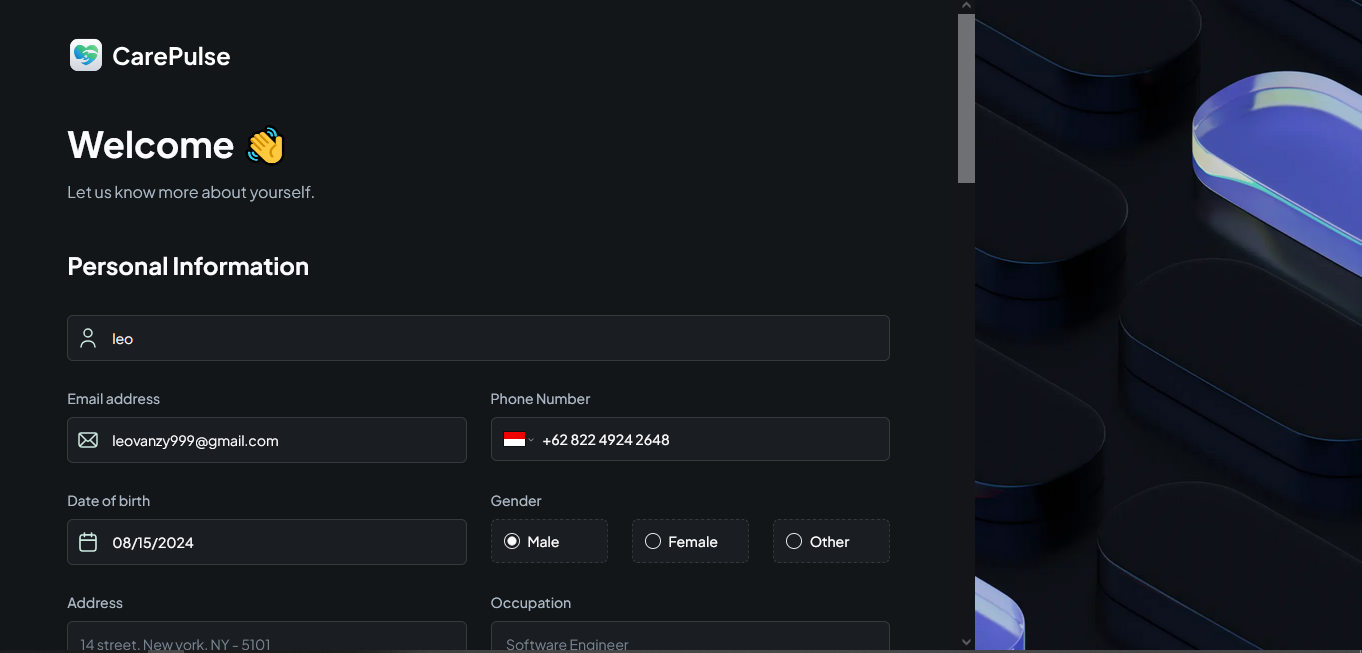 CarePulse
Welcome 👋
Let us know more about yourself.
Personal Information
leo
Email address
Phone Number
leovanzy999@gmail.com
+62 822 4924 2648
Date of birth
Gender
08/15/2024
Male
Female
Other
Address
Occupation
14 street, New york, NY - 5101
Software Engineer